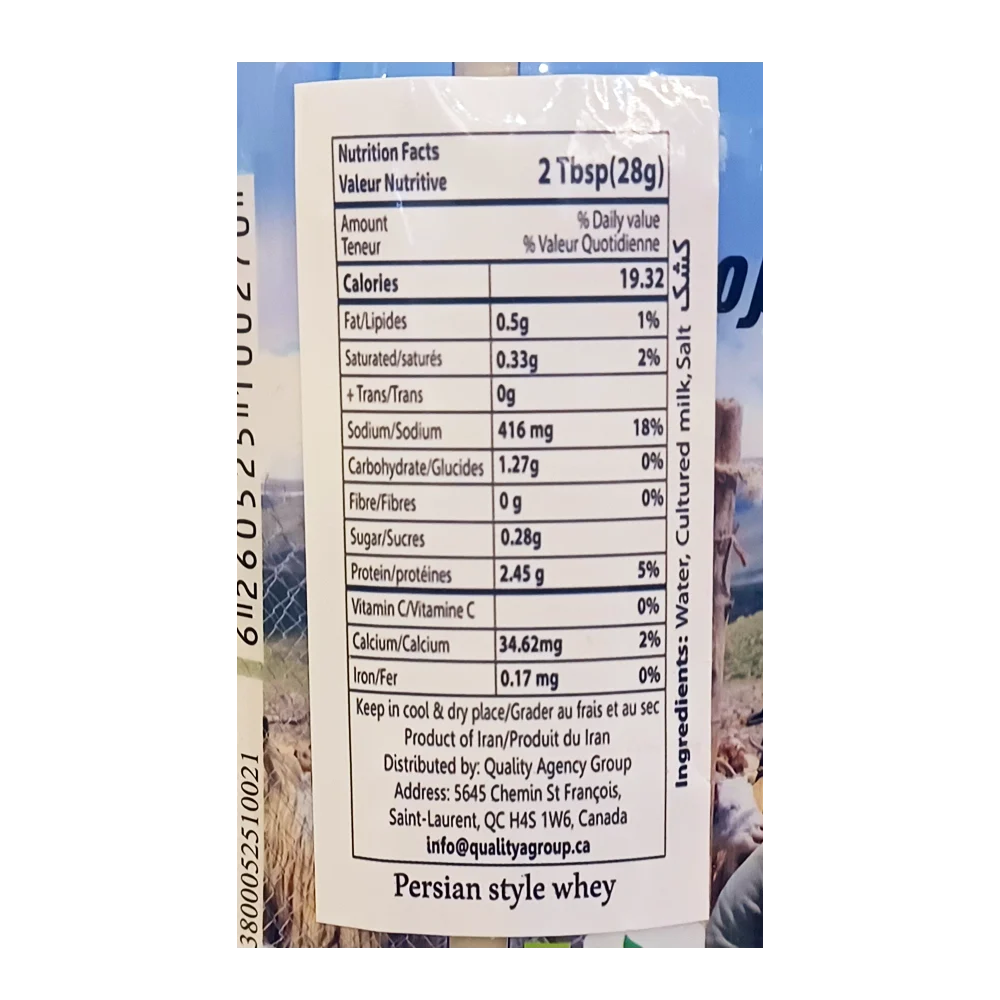 Nutrition Facts
Valeur Nutritive
2 Tbsp(28g)
Amount
Teneur
% Daily value
% Valeur Quotidienne
Calories 19.32
Fat/Lipides 0.5g 1%
Saturated/saturés 0.33g 2%
+ Trans/Trans 0g
Sodium/Sodium 416 mg 18%
Carbohydrate/Glucides 1.27g 0%
Fibre/Fibres 0 g 0%
Sugar/Sucres 0.28g
Protein/protéines 2.45 g 5%
Vitamin C/Vitamine C 0%
Calcium/Calcium 34.62mg 2%
Iron/Fer 0.17 mg 0%
Keep in cool & dry place/Grader au frais et au sec
Product of Iran/Produit du Iran
Distributed by: Quality Agency Group
Address: 5645 Chemin St François,
Saint-Laurent, QC H4S 1W6, Canada
info@qualityagroup.ca
Persian style whey
Ingredients: Water, Cultured milk, Salt کشک
3800052510021